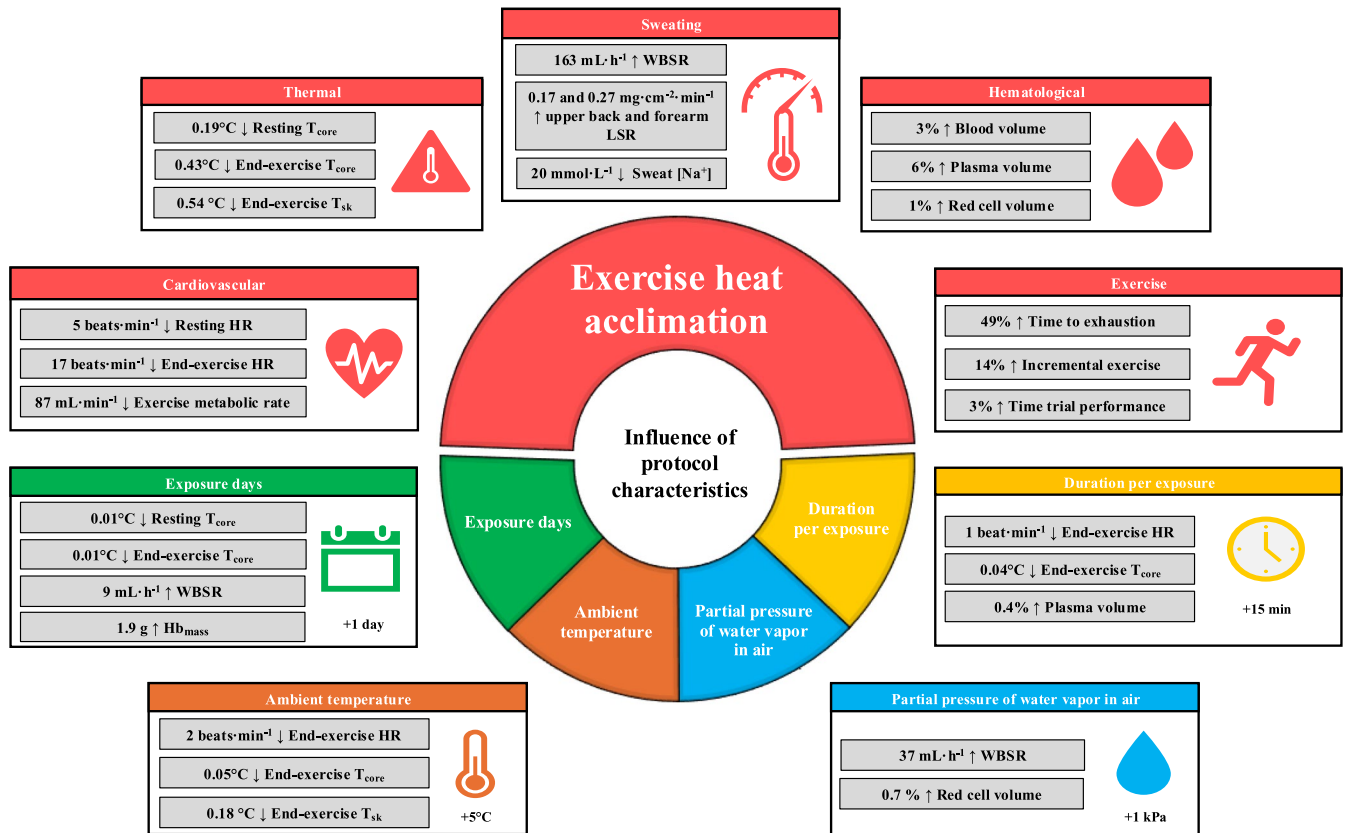 Sweating
163 mL·h⁻¹ ↑ WBSR
0.17 and 0.27 mg·cm⁻²·min⁻¹
↑ upper back and forearm
LSR
20 mmol·L⁻¹ ↓ Sweat [Na⁺]
Thermal
0.19°C ↓ Resting T_core
0.43°C ↓ End-exercise T_core
0.54 °C ↓ End-exercise T_sk
Hematological
3% ↑ Blood volume
6% ↑ Plasma volume
1% ↑ Red cell volume
Cardiovascular
5 beats·min⁻¹ ↓ Resting HR
17 beats·min⁻¹ ↓ End-exercise HR
87 mL·min⁻¹ ↓ Exercise metabolic rate
Exercise heat
acclimation
Exercise
49% ↑ Time to exhaustion
14% ↑ Incremental exercise
3% ↑ Time trial performance
Influence of
protocol
characteristics
Exposure days
Ambient
temperature
Partial pressure
of water vapor
in air
Duration
per exposure
Exposure days
0.01°C ↓ Resting T_core
0.01°C ↓ End-exercise T_core
9 mL·h⁻¹ ↑ WBSR
1.9 g ↑ Hb_mass
+1 day
Duration per exposure
1 beat·min⁻¹ ↓ End-exercise HR
0.04°C ↓ End-exercise T_core
0.4% ↑ Plasma volume
+15 min
Ambient temperature
2 beats·min⁻¹ ↓ End-exercise HR
0.05°C ↓ End-exercise T_core
0.18 °C ↓ End-exercise T_sk
+5°C
Partial pressure of water vapor in air
37 mL·h⁻¹ ↑ WBSR
0.7 % ↑ Red cell volume
+1 kPa